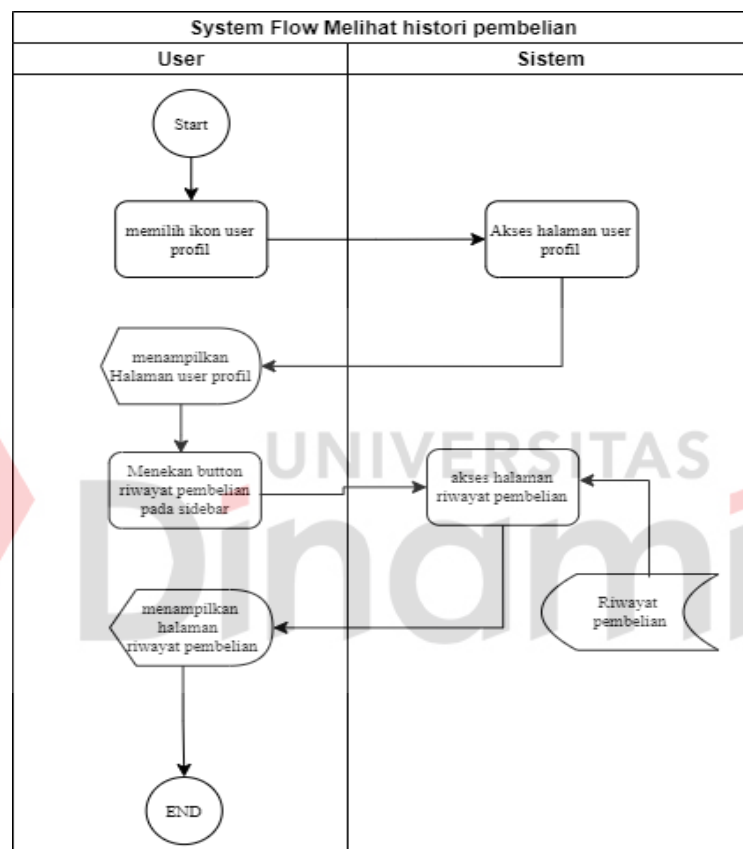 System Flow Melihat histori pembelian
User
Sistem
Start
memilih ikon user
profil
Akses halaman user
profil
menampilkan
Halaman user profil
Menekan button
riwayat pembelian
pada sidebar
akses halaman
riwayat pembelian
Riwayat
pembelian
menampilkan
halaman
riwayat pembelian
END
UNIVERSITAS
Dinami